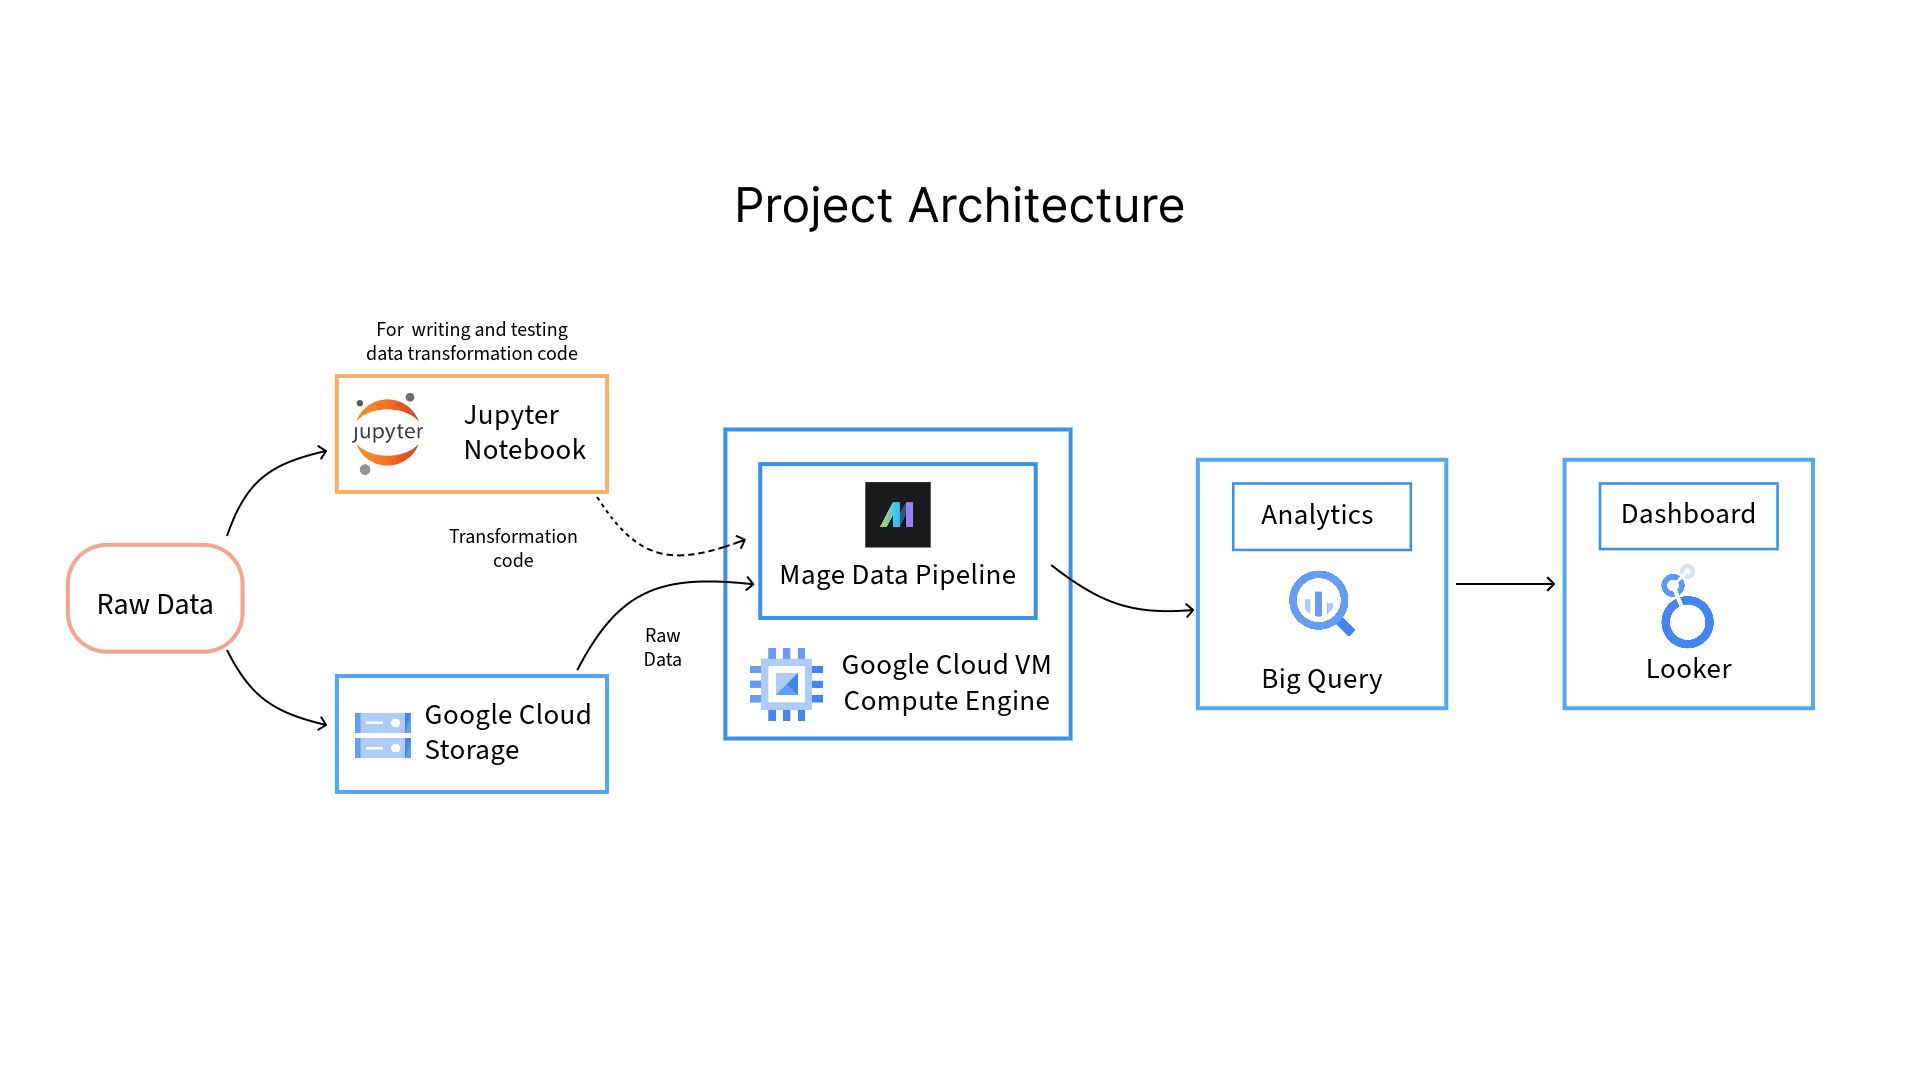 Project Architecture
For writing and testing
data transformation code
jupyter
Jupyter
Notebook
Transformation
code
Raw Data
Google Cloud
Storage
Raw
Data
Mage Data Pipeline
Google Cloud VM
Compute Engine
Analytics
Big Query
Dashboard
Looker